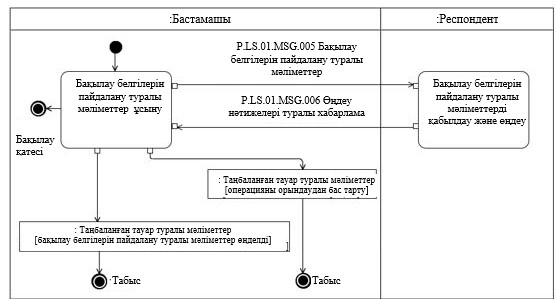 :Бастамашы
:Респондент
P.LS.01.MSG.005 Бақылау
белгілерін пайдалану туралы
мәліметтер
Бақылау белгілерін
пайдалану туралы
мәліметтер ұсыну
P.LS.01.MSG.006 Өңдеу
нәтижелері туралы хабарлама
Бақылау белгілерін
пайдалану туралы
мәліметтерді
қабылдау және өңдеу
Бақылау
қатесі
: Таңбаланған тауар туралы мәліметтер
[операцияны орындаудан бас тарту]
: Таңбаланған тауар туралы мәліметтер
[бақылау белгілерін пайдалану туралы мәліметтер өңделді]
:Табыс
Табыс